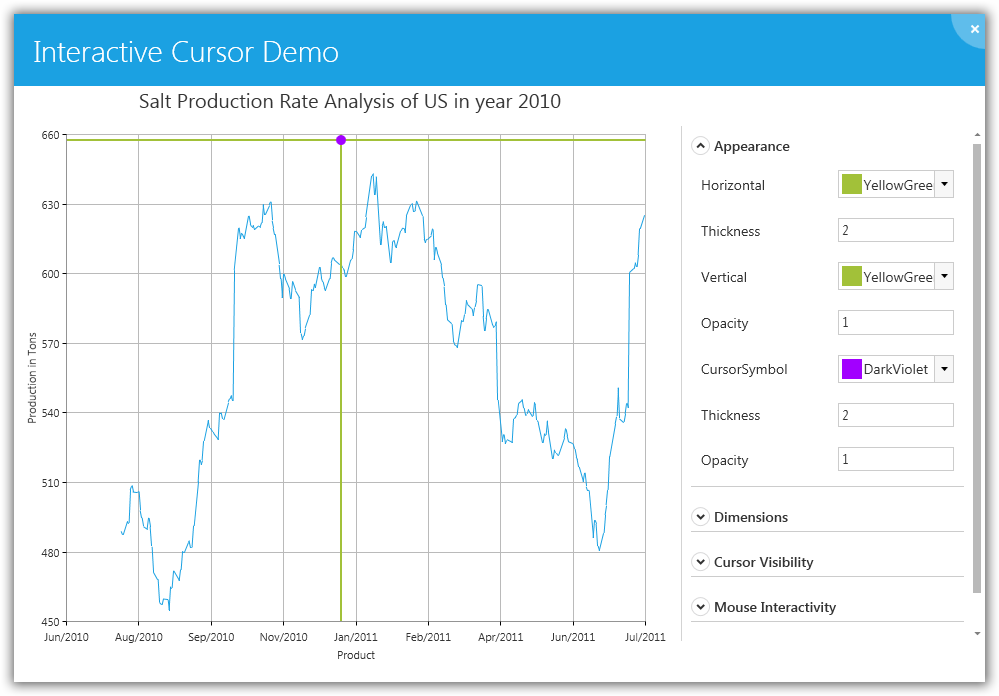 Interactive Cursor Demo
Salt Production Rate Analysis of US in year 2010
660
630
600
570
540
510
480
450
Production in Tons
Jun/2010 Aug/2010 Sep/2010 Nov/2010 Jan/2011 Feb/2011 Apr/2011 Jun/2011 Jul/2011
Product
Appearance
Horizontal YellowGree
Thickness 2
Vertical YellowGree
Opacity 1
CursorSymbol DarkViolet
Thickness 2
Opacity 1
Dimensions
Cursor Visibility
Mouse Interactivity